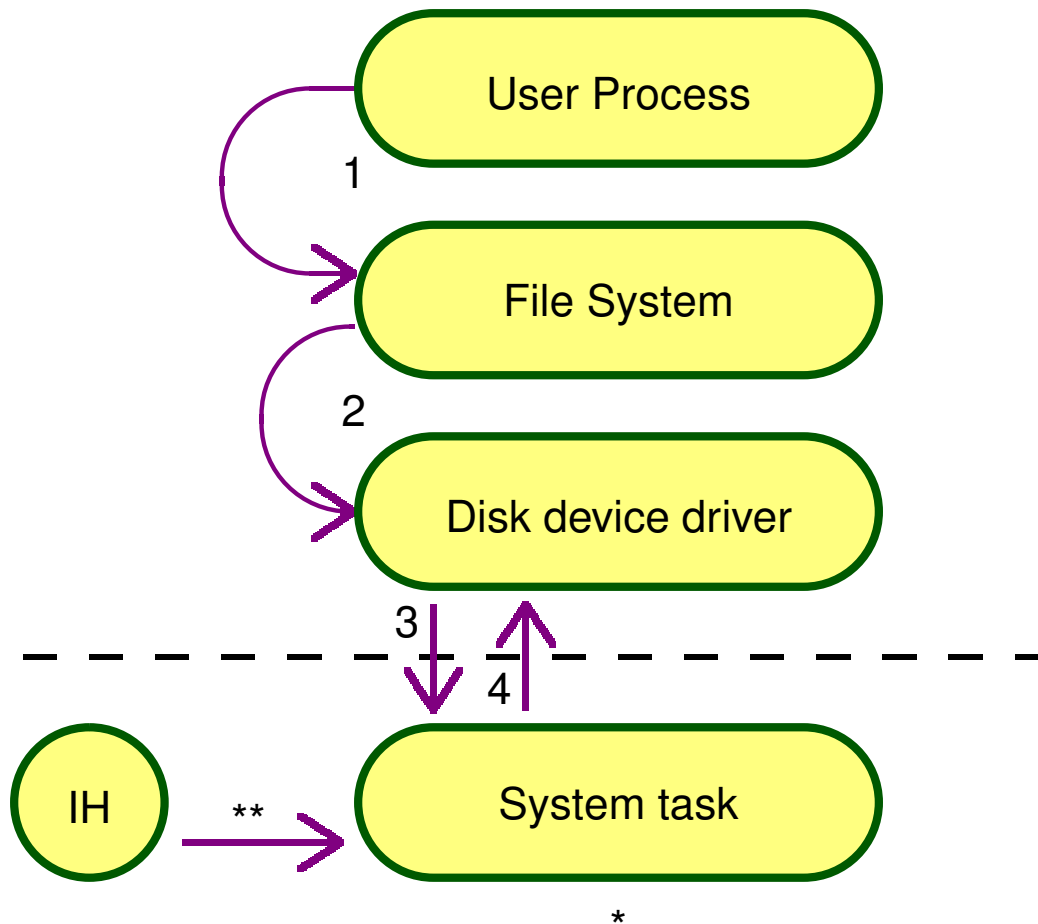 User Process
1
File System
2
Disk device driver
3
4
IH
**
System task
*